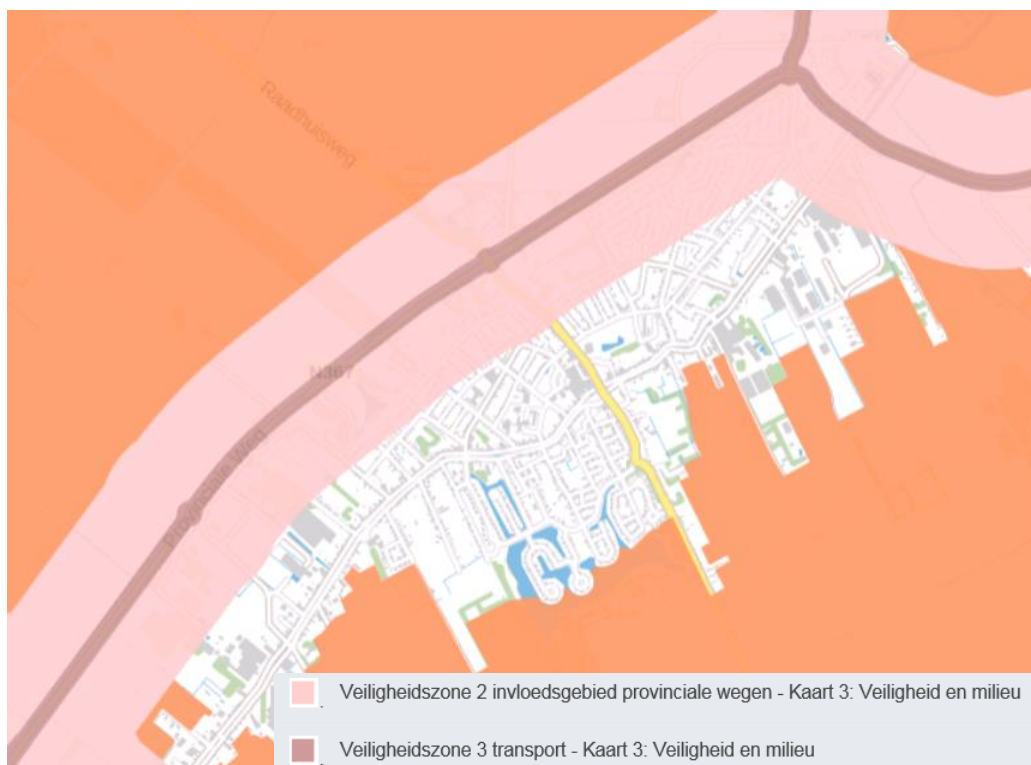 Raadhuisweg
N367
Provinciale Weg
Veiligheidszone 2 invloedsgebied provinciale wegen - Kaart 3: Veiligheid en milieu
Veiligheidszone 3 transport - Kaart 3: Veiligheid en milieu